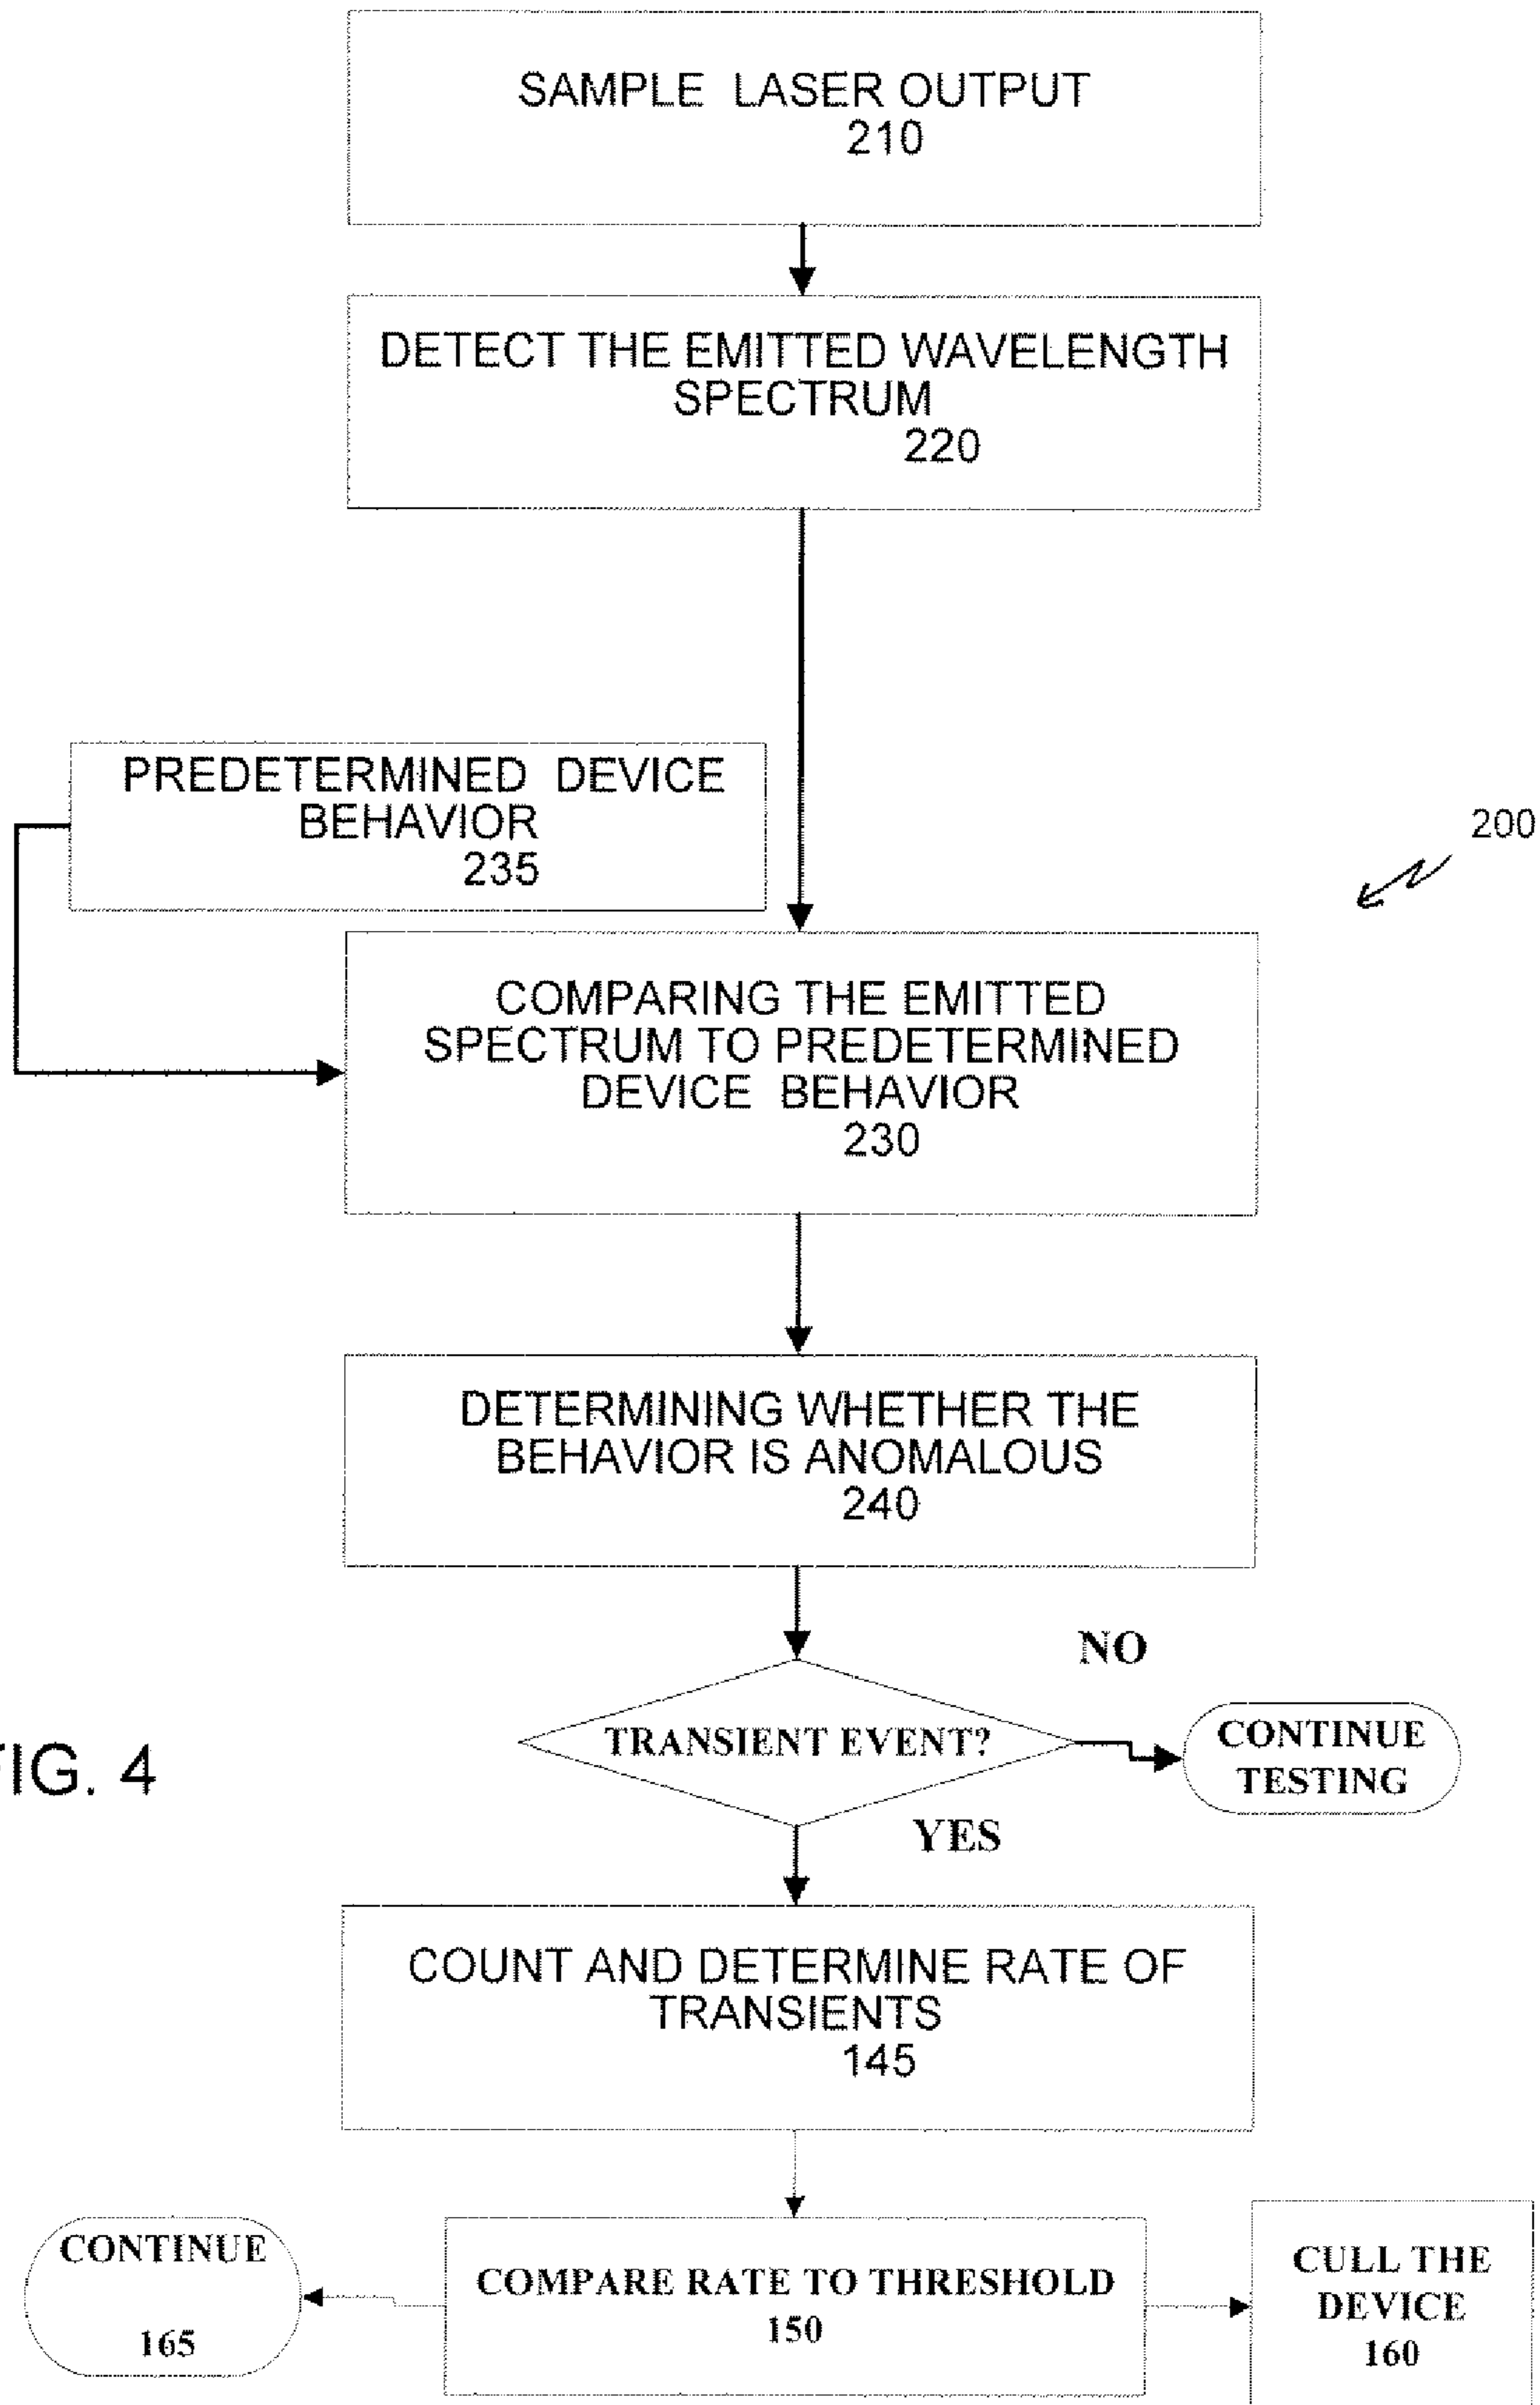 SAMPLE LASER OUTPUT
210
DETECT THE EMITTED WAVELENGTH
SPECTRUM
220
PREDETERMINED DEVICE
BEHAVIOR
235
200
COMPARING THE EMITTED
SPECTRUM TO PREDETERMINED
DEVICE BEHAVIOR
230
DETERMINING WHETHER THE
BEHAVIOR IS ANOMALOUS
240
NO
TRANSIENT EVENT?
CONTINUE
TESTING
IG. 4
YES
COUNT AND DETERMINE RATE OF
TRANSIENTS
145
CONTINUE
165
COMPARE RATE TO THRESHOLD
150
CULL THE
DEVICE
160